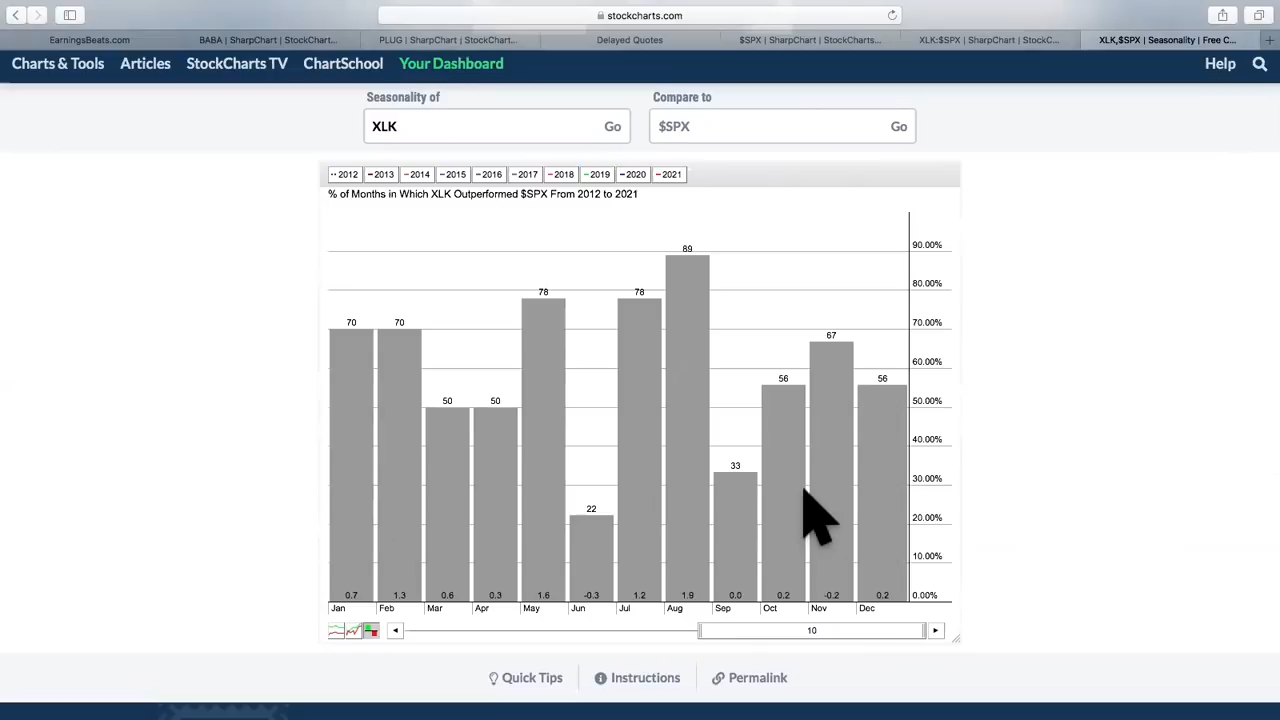 stockcharts.com
EarningsBeats.com
BABA | SharpChart | StockChart...
PLUG | SharpChart | StockChart...
Delayed Quotes
$SPX | SharpChart | StockCharts...
XLK:$SPX | SharpChart | StockC...
XLK,$SPX | Seasonality | Free C...
Charts & Tools
Articles
StockCharts TV
ChartSchool
Your Dashboard
Help
Seasonality of
Compare to
XLK
Go
$SPX
Go
2012 2013 2014 2015 2016 2017 2018 2019 2020 2021
% of Months in Which XLK Outperformed $SPX From 2012 to 2021
90.00%
80.00%
70.00%
60.00%
50.00%
40.00%
30.00%
20.00%
10.00%
0.00%
70 70 50 50 78 22 78 89 33 56 67 56
0.7 1.3 0.6 0.3 1.6 -0.3 1.2 1.9 0.0 0.2 -0.2 0.2
Jan Feb Mar Apr May Jun Jul Aug Sep Oct Nov Dec
10
Quick Tips
Instructions
Permalink